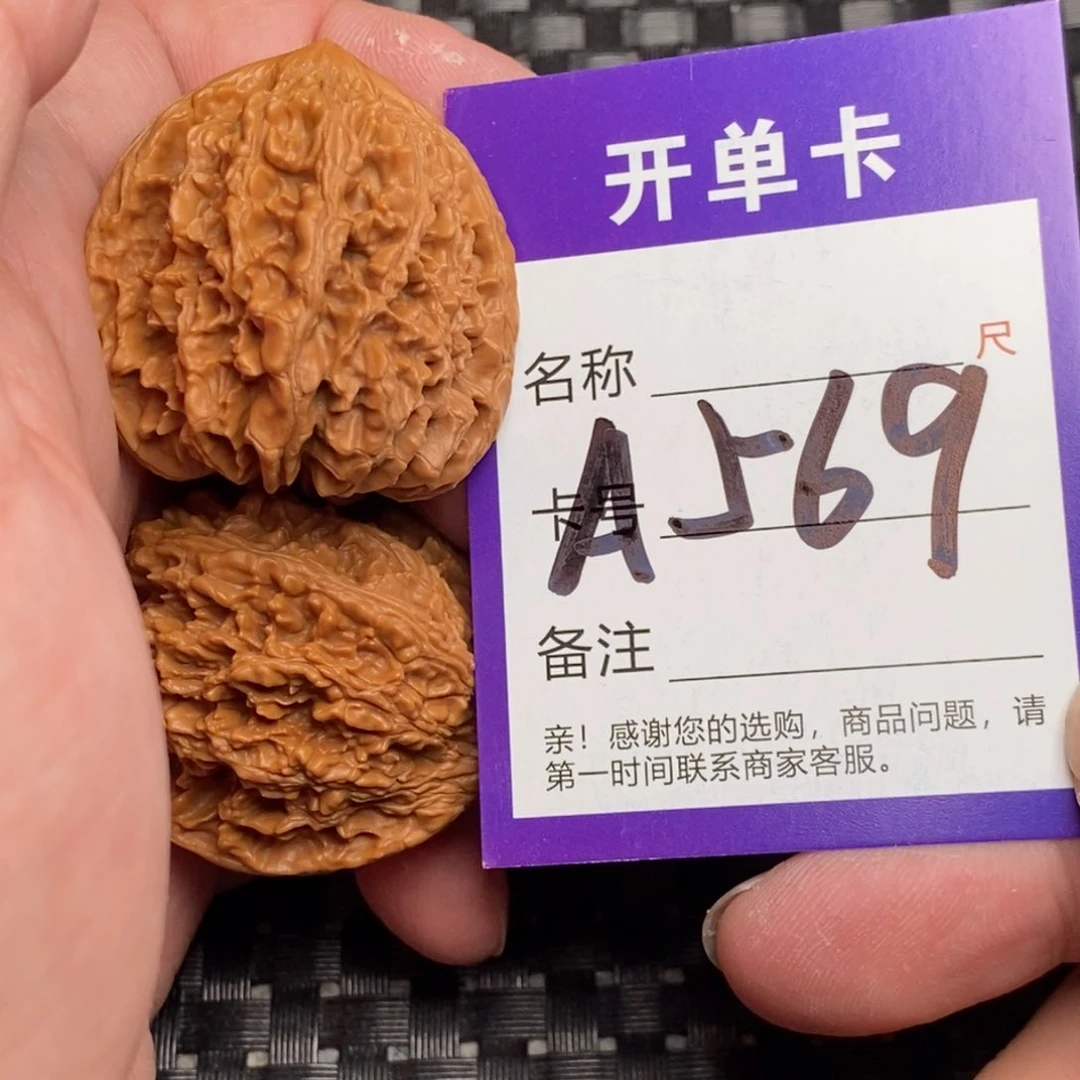 开单卡
名称 尺
卡号 A569
备注
亲！感谢您的选购，商品问题，请
第一时间联系商家客服。